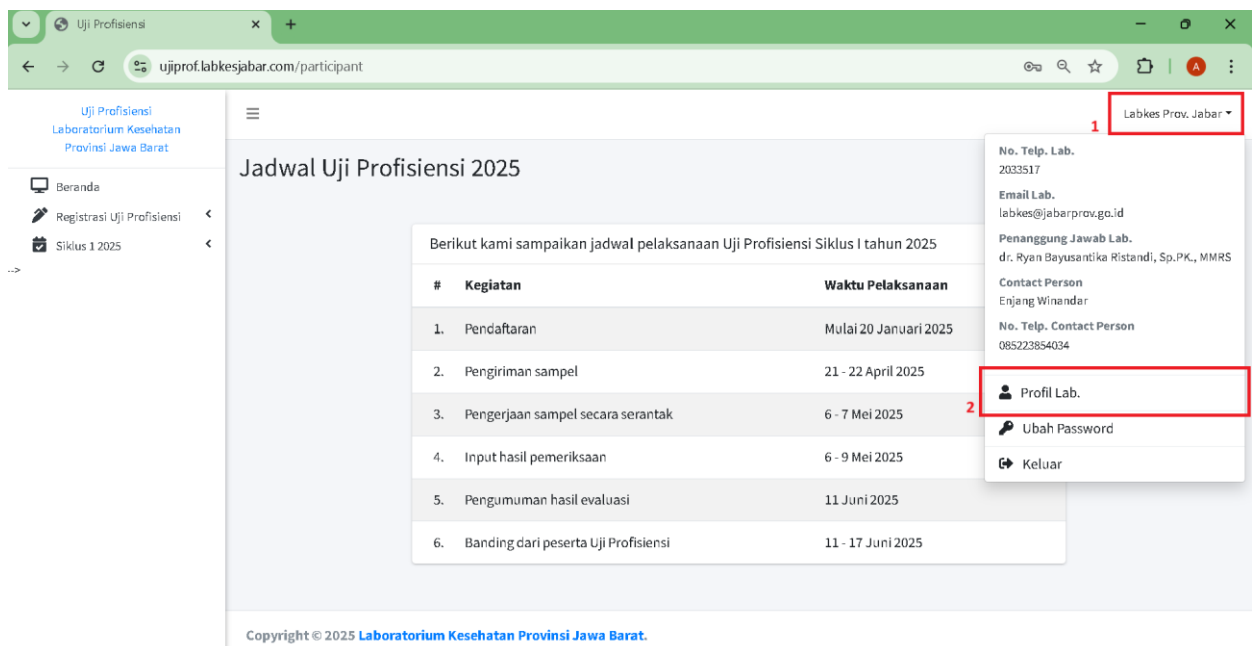 Uji Profisiensi
ujiprof.labkesjabar.com/participant
A
Uji Profisiensi
Laboratorium Kesehatan
Provinsi Jawa Barat
Beranda
Registrasi Uji Profisiensi
Siklus 1 2025
-->
1
Labkes Prov. Jabar
Jadwal Uji Profisiensi 2025
Berikut kami sampaikan jadwal pelaksanaan Uji Profisiensi Siklus I tahun 2025
# Kegiatan Waktu Pelaksanaan
1. Pendaftaran Mulai 20 Januari 2025
2. Pengiriman sampel 21 - 22 April 2025
3. Pengerjaan sampel secara serantak 6 - 7 Mei 2025
4. Input hasil pemeriksaan 6 - 9 Mei 2025
5. Pengumuman hasil evaluasi 11 Juni 2025
6. Banding dari peserta Uji Profisiensi 11 - 17 Juni 2025
No. Telp. Lab.
2033517
Email Lab.
labkes@jabarprov.go.id
Penanggung Jawab Lab.
dr. Ryan Bayusantika Ristandi, Sp.PK., MMRS
Contact Person
Enjang Winandar
No. Telp. Contact Person
085223854034
2
Profil Lab.
Ubah Password
Keluar
Copyright © 2025 Laboratorium Kesehatan Provinsi Jawa Barat.